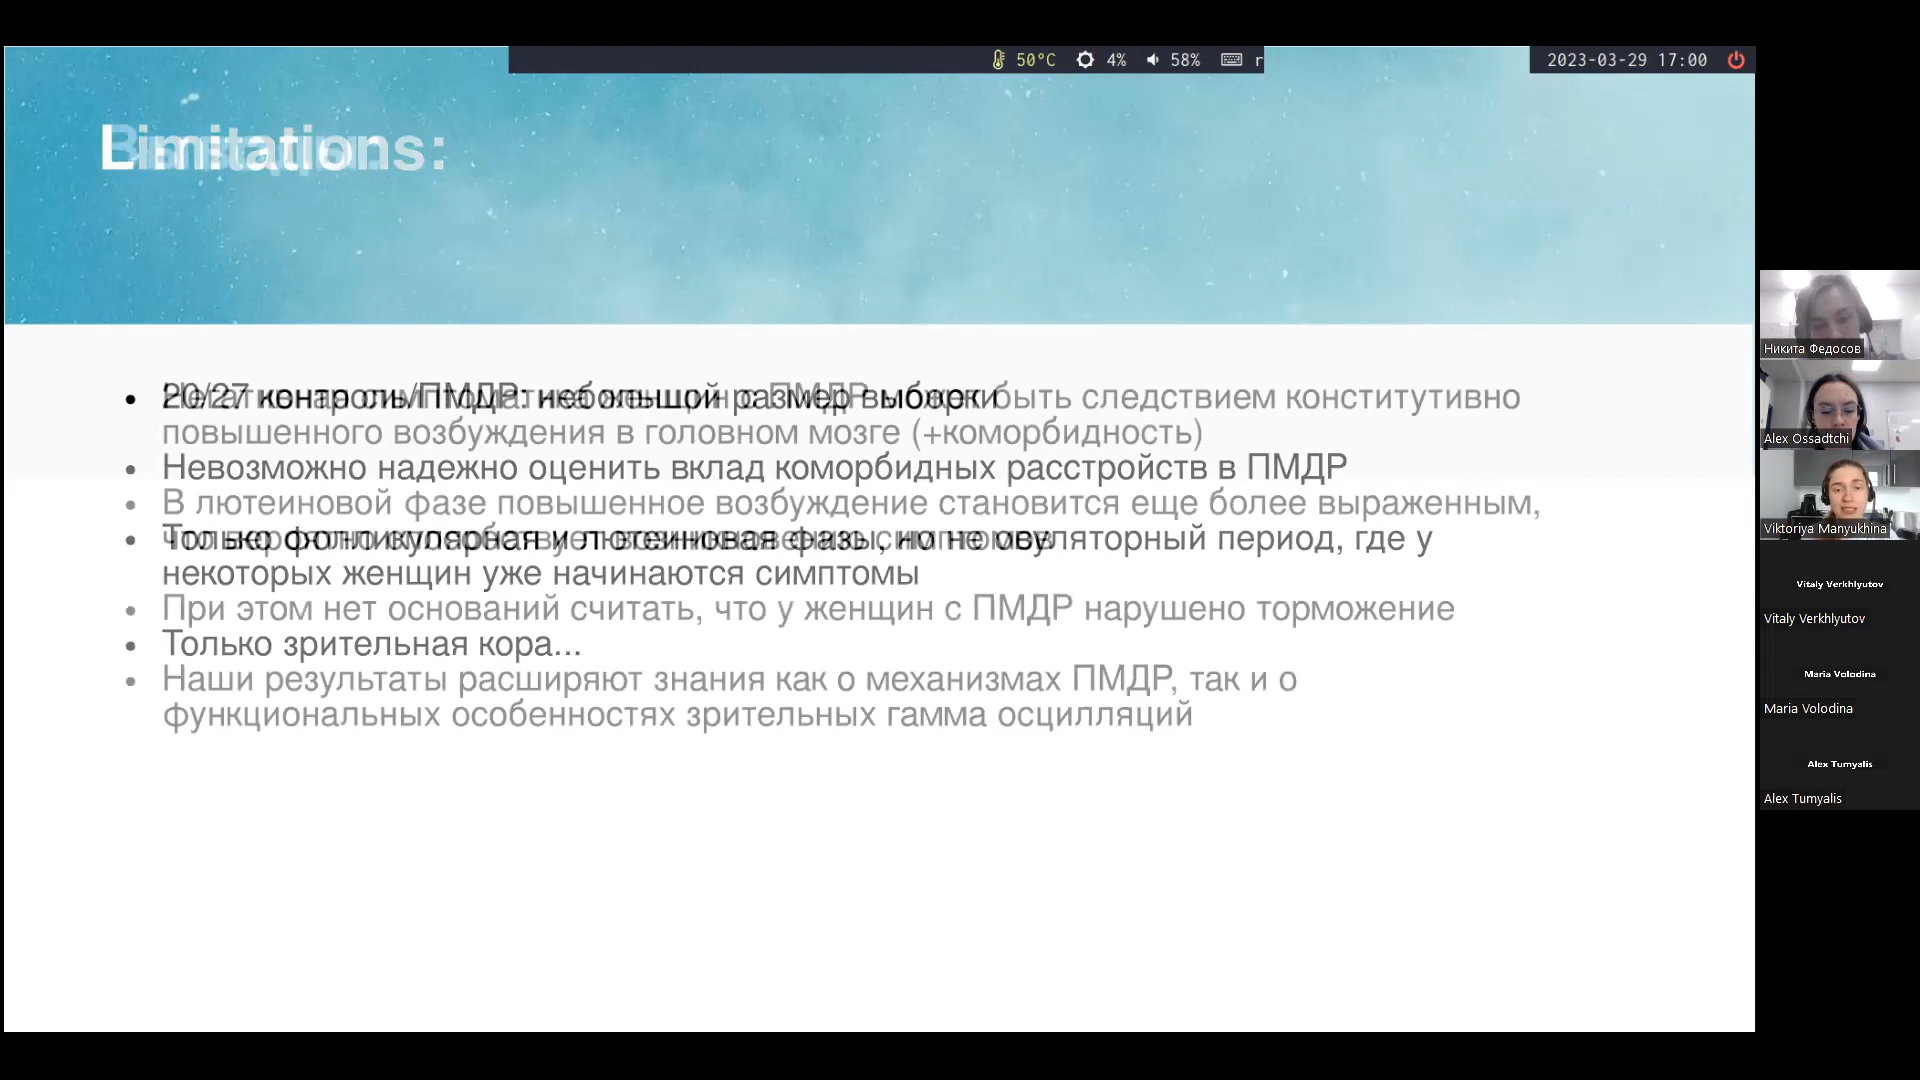 50°C 4% 58% r
2023-03-29 17:00
Limitations:
20/27 контроль/ПМДР: небольшой размер выборки быть следствием конститутивно
повышенного возбуждения в головном мозге (+коморбидность)
Невозможно надежно оценить вклад коморбидных расстройств в ПМДР
В лютеиновой фазе повышенное возбуждение становится еще более выраженным,
Только фолликулярная и лютеиновая фазы, но не овуляторный период, где у
некоторых женщин уже начинаются симптомы
При этом нет оснований считать, что у женщин с ПМДР нарушено торможение
Только зрительная кора...
Наши результаты расширяют знания как о механизмах ПМДР, так и о
функциональных особенностях зрительных гамма осцилляций
Никита Федосов
Alex Ossadtchi
Viktoriya Manyukhina
Vitaly Verkhlyutov
Vitaly Verkhlyutov
Maria Volodina
Maria Volodina
Alex Tumyalis
Alex Tumyalis